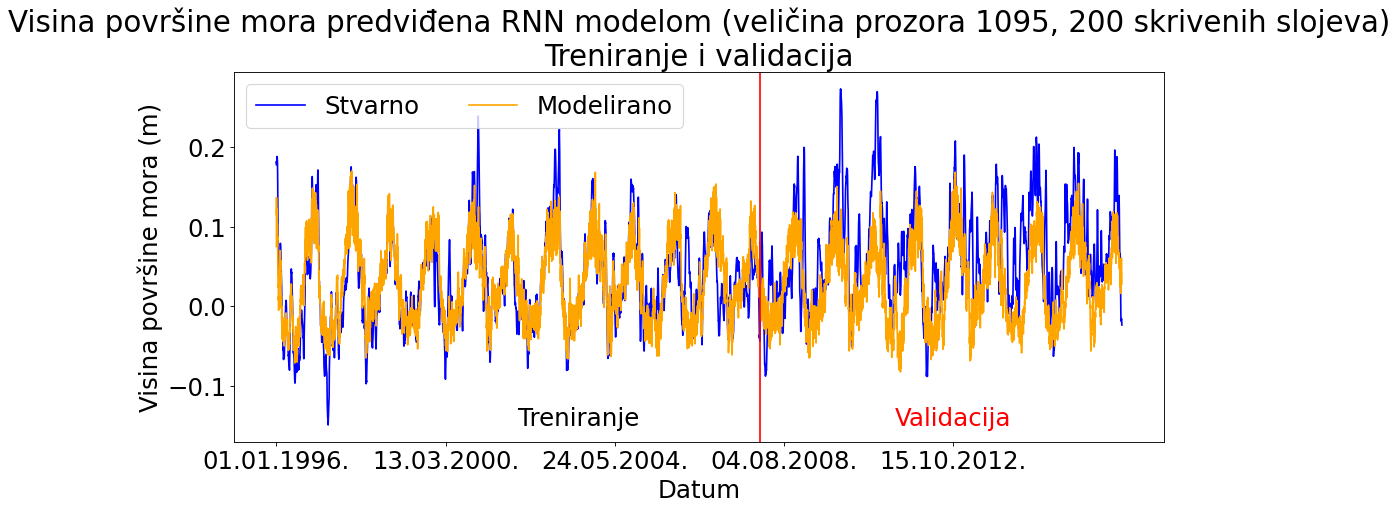 Visina površine mora predviđena RNN modelom (veličina prozora 1095, 200 skrivenih slojeva)
Treniranje i validacija
Stvarno
Modelirano
Visina površine mora (m)
0.2
0.1
0.0
−0.1
Treniranje
Validacija
01.01.1996.
13.03.2000.
24.05.2004.
04.08.2008.
15.10.2012.
Datum